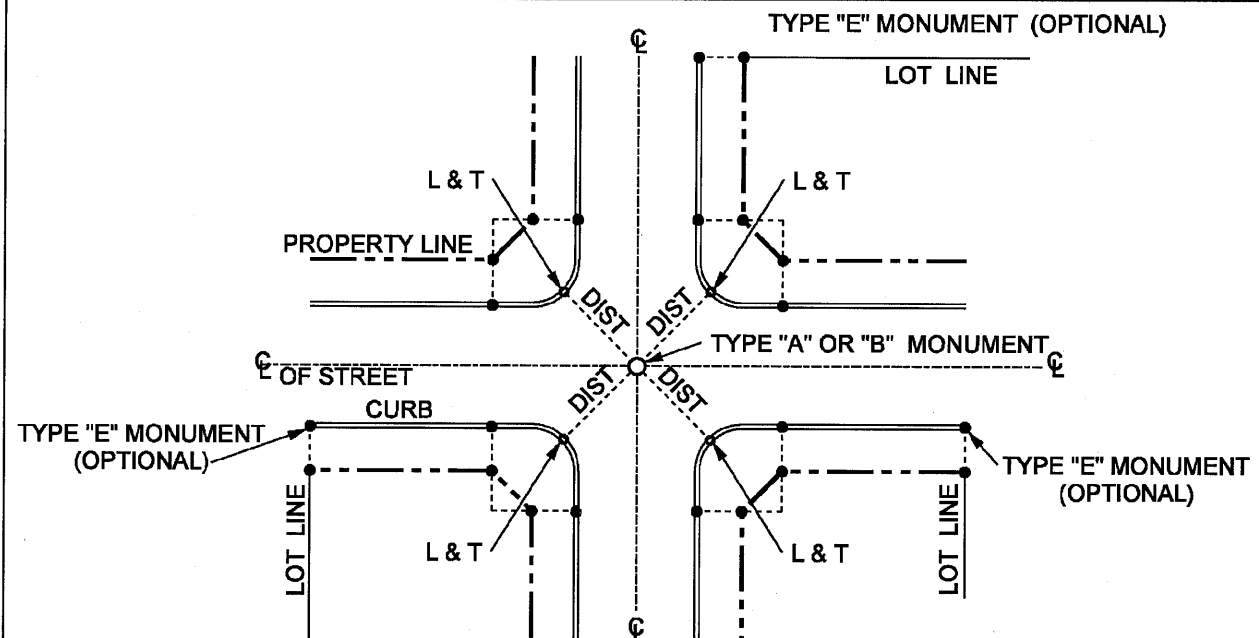 TYPE "E" MONUMENT (OPTIONAL)
℄
LOT LINE
L & T
L & T
PROPERTY LINE
DIST
DIST
TYPE "A" OR "B" MONUMENT
℄ OF STREET
℄
DIST
DIST
CURB
TYPE "E" MONUMENT
(OPTIONAL)
TYPE "E" MONUMENT
(OPTIONAL)
LOT LINE
LOT LINE
L & T
L & T
℄